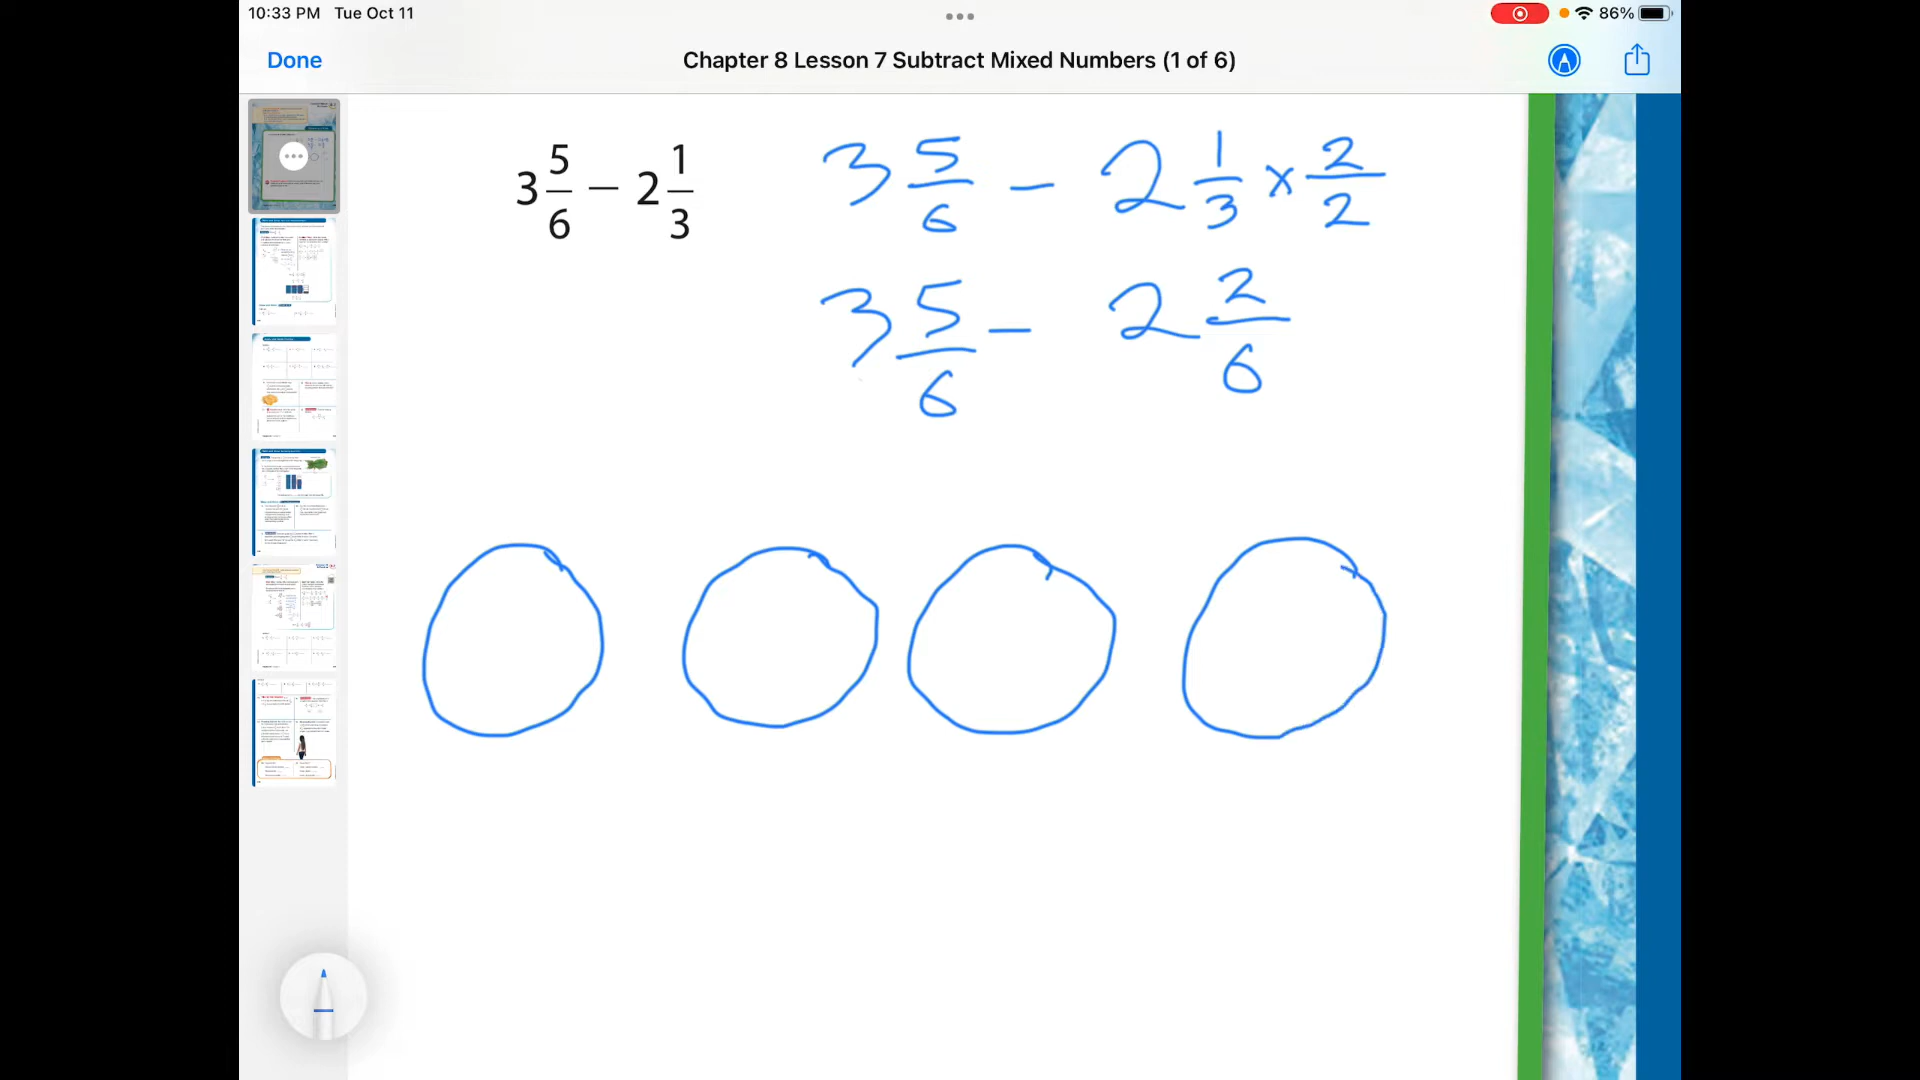 10:33 PM Tue Oct 11
86%
Done
Chapter 8 Lesson 7 Subtract Mixed Numbers (1 of 6)
3 5/6 − 2 1/3
3 5/6 − 2 1/3 × 2/2
3 5/6 − 2 2/6